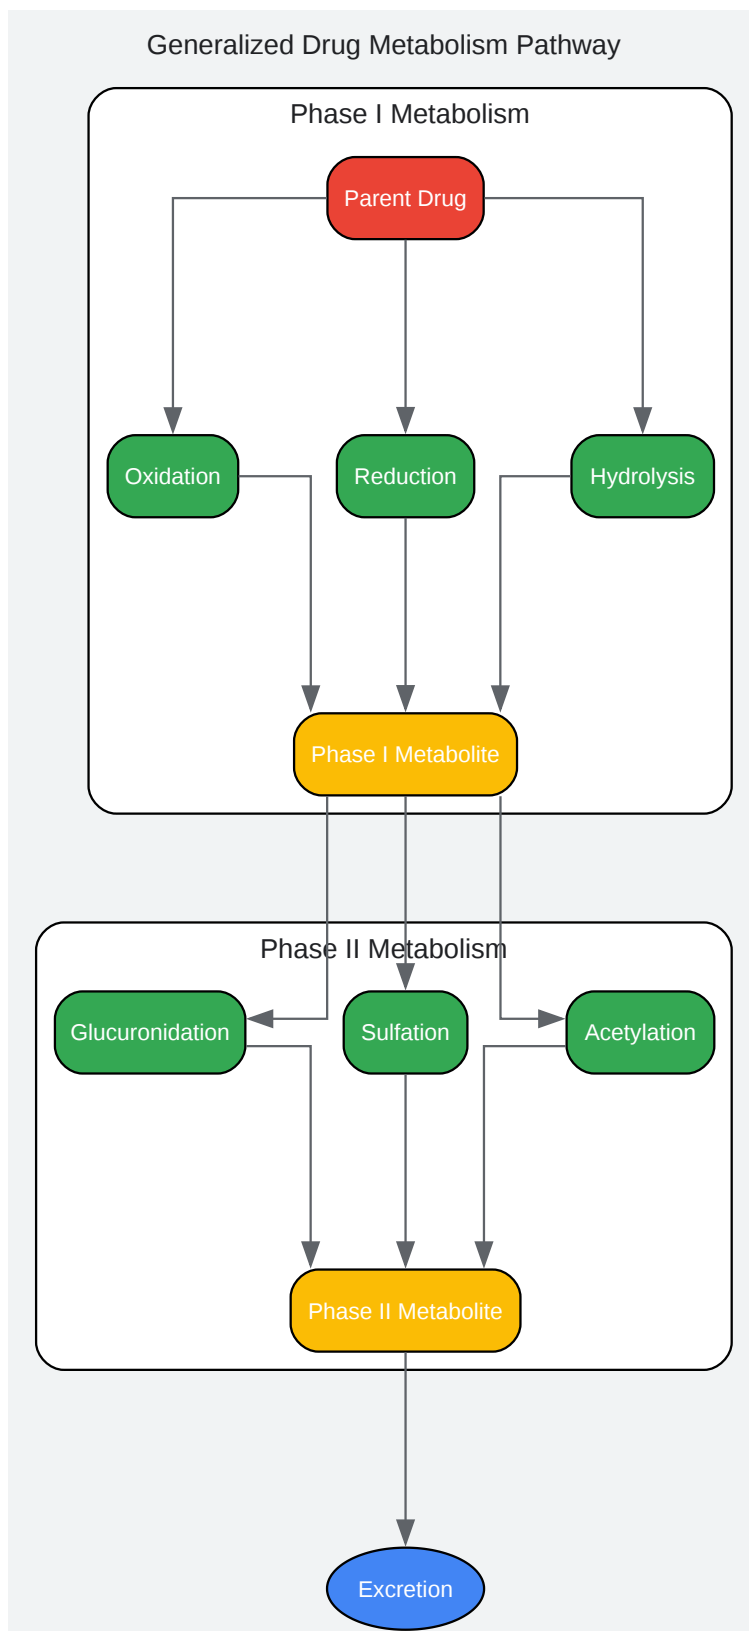 Generalized Drug Metabolism Pathway
Phase I Metabolism
Parent Drug
Oxidation
Reduction
Hydrolysis
Phase I Metabolite
Phase II Metabolism
Glucuronidation
Sulfation
Acetylation
Phase II Metabolite
Excretion